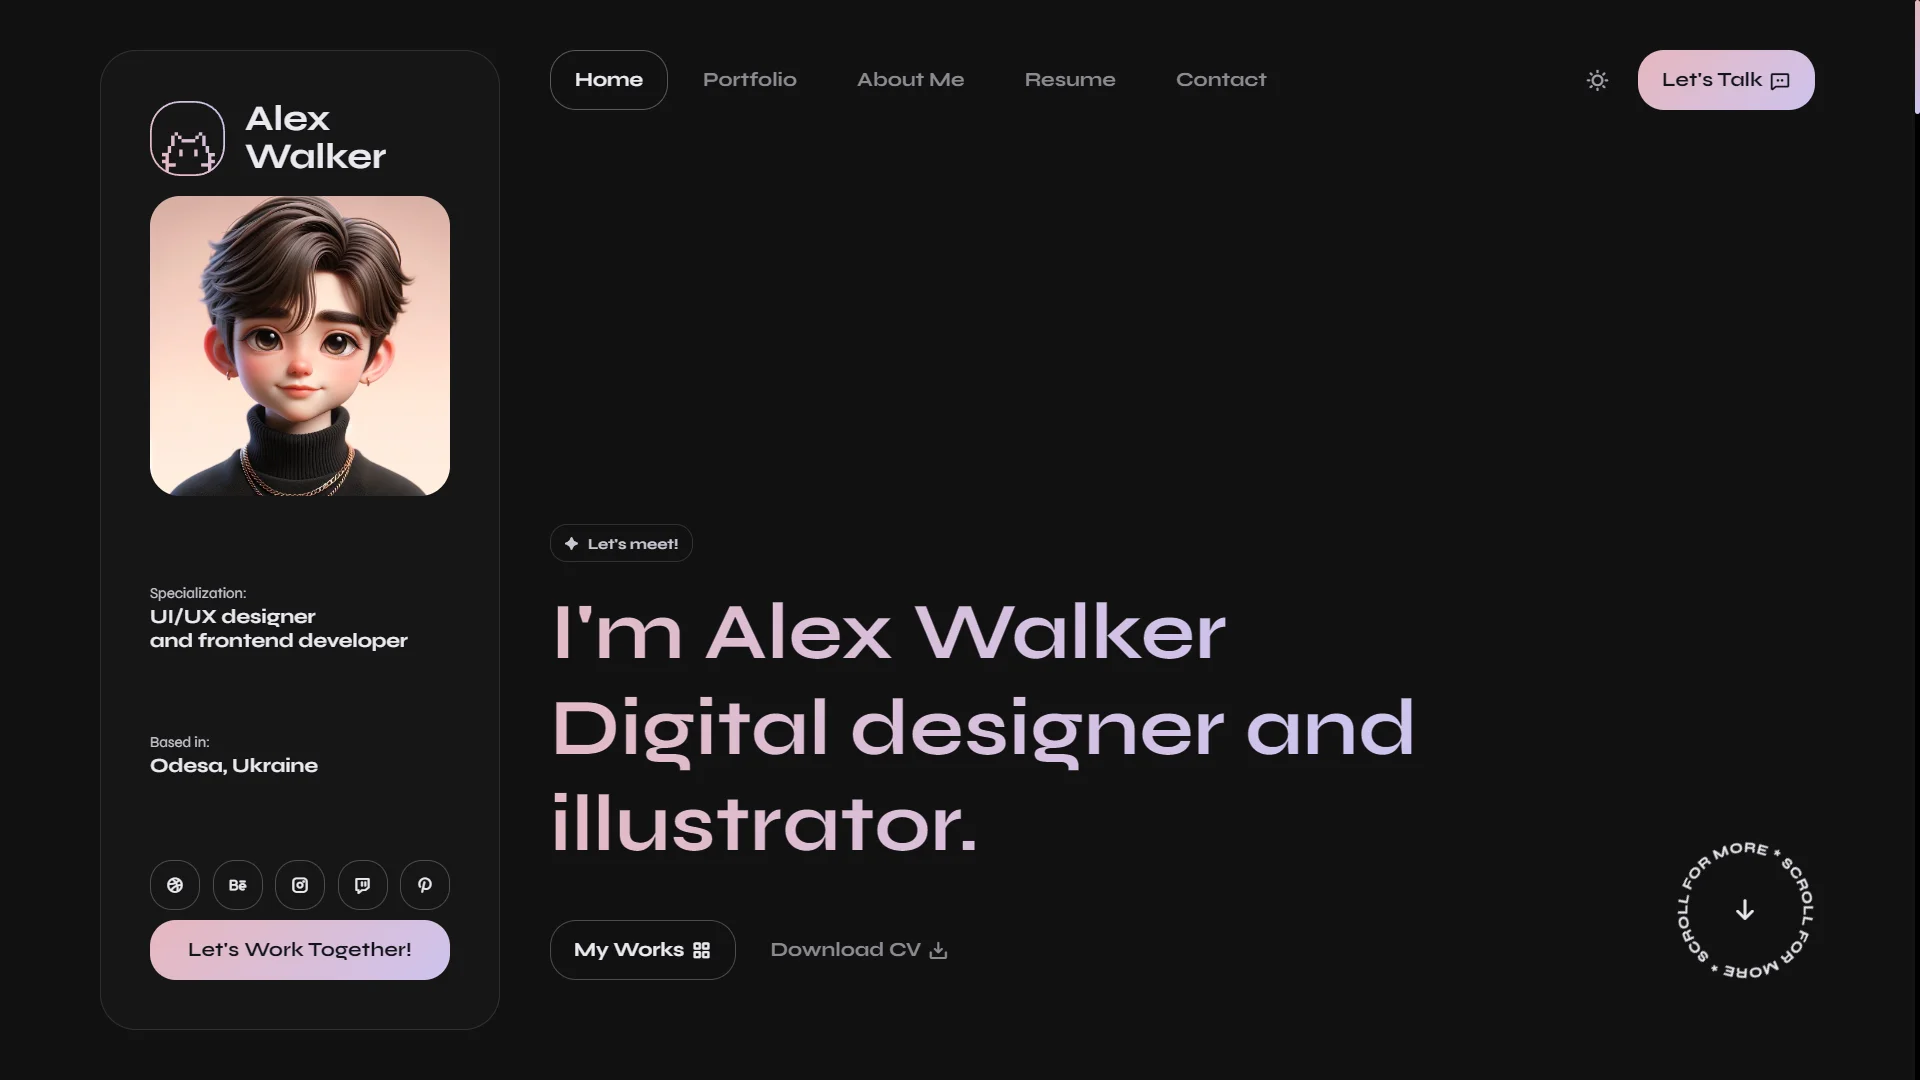 Alex
Walker
Home
Portfolio
About Me
Resume
Contact
Let's Talk
Specialization:
UI/UX designer
and frontend developer
Based in:
Odesa, Ukraine
Bē
Let's Work Together!
Let's meet!
I'm Alex Walker
Digital designer and
illustrator.
My Works
Download CV
SCROLL FOR MORE * SCROLL FOR MORE *